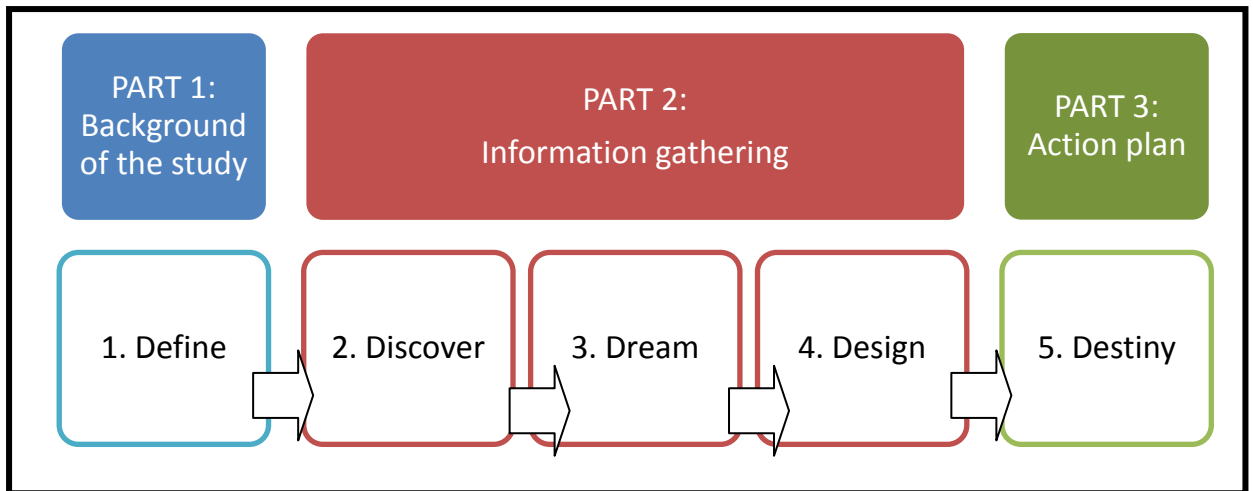 PART 1:
Background
of the study
PART 2:
Information gathering
PART 3:
Action plan
1. Define
2. Discover
3. Dream
4. Design
5. Destiny